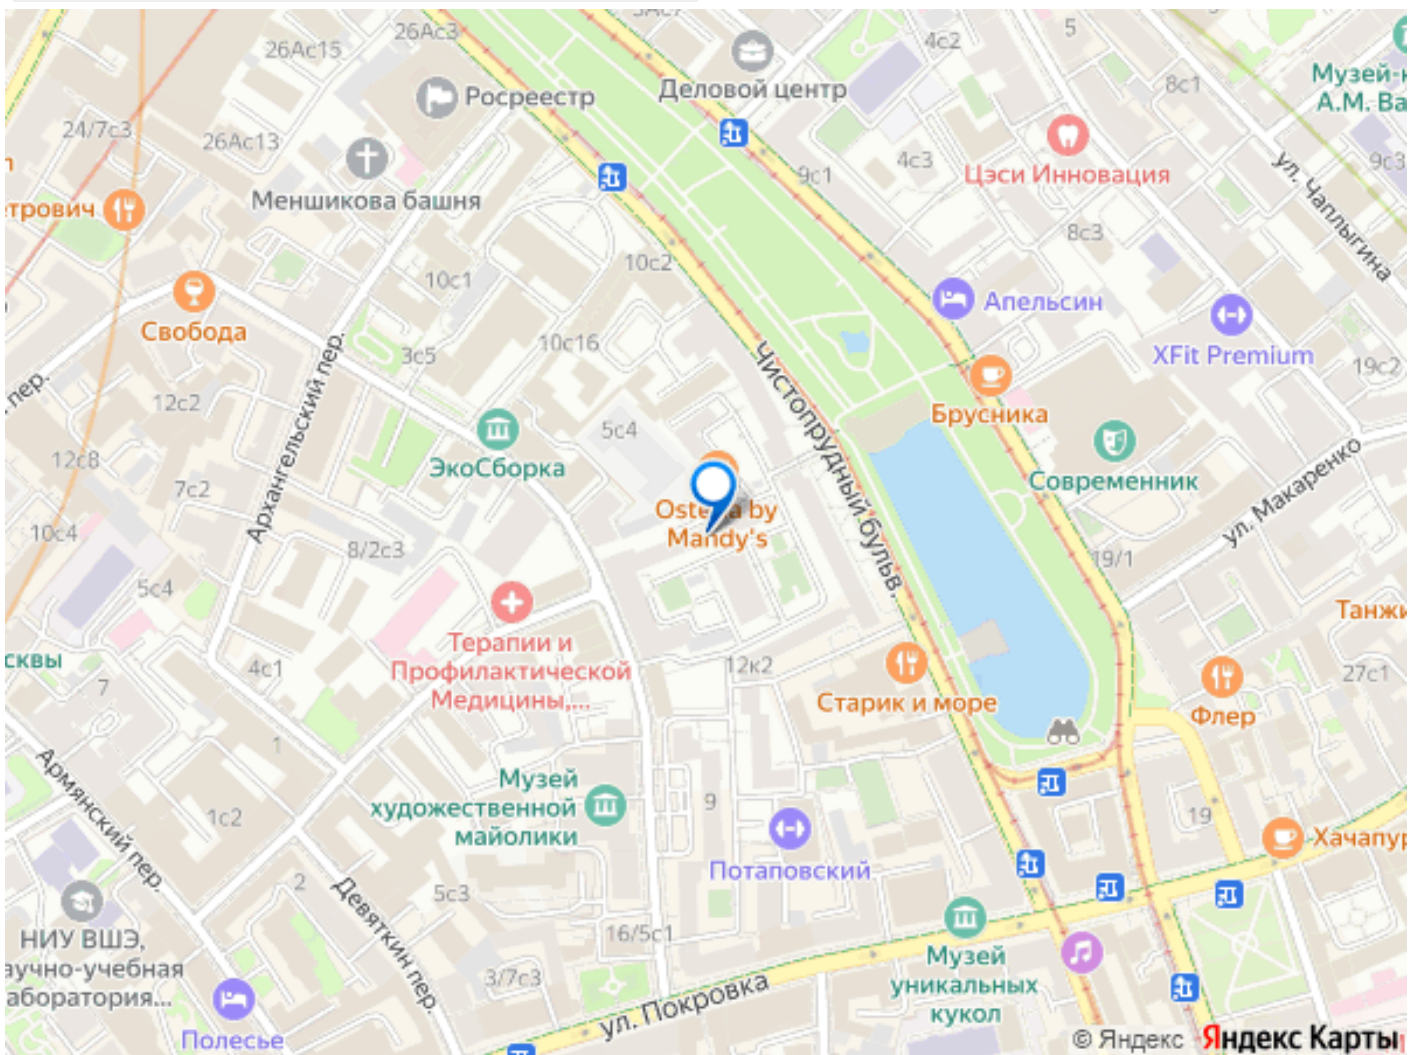 26Ас3
26Ас15
4с2
5
Деловой центр
Музей-
А.М. Ва
8с1
Росреестр
24/7с3
26Ас13
4с3
9с1
9с3
Цэси Инновация
ул. Чаплыгина
Меншикова башня
трович
8с3
10с2
10с1
Апельсин
Свобода
XFit Premium
10с16
3с5
19с2
пер.
Архангельский пер.
Чистопрудный бульв.
12с2
Брусника
5с4
ЭкоСборка
Современник
ул. Макаренко
12с8
7с2
by
Mandy's
10с4
8/2с3
19/1
5с4
Танжи
Терапии и
Профилактической
Медицины,...
сквы
4с1
12к2
27с1
7
Старик и море
Флер
1
Армянский пер.
Музей
художественной
майолики
9
1с2
19
Хачапур
Потаповский
2
Девяткин пер.
5с3
НИУ ВШЭ,
аучно-учебная
аборатория...
16/5с1
Музей
уникальных
кукол
3/7с3
ул. Покровка
Полесье
© Яндекс Яндекс Карты